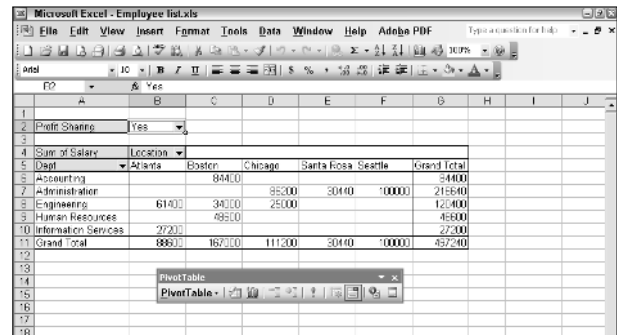 Microsoft Excel - Employee list.xls
File Edit View Insert Format Tools Data Window Help Adobe PDF Type a question for help
100%
Arial 10 B I U $ % ,
B2 fx Yes
A B C D E F G H I J
1
2 Profit Sharing Yes
3
4 Sum of Salary Location
5 Dept Atlanta Boston Chicago Santa Rosa Seattle Grand Total
6 Accounting 84400 84400
7 Administration 86200 30440 100000 216640
8 Engineering 61400 34000 25000 120400
9 Human Resources 48600 48600
10 Information Services 27200 27200
11 Grand Total 88600 167000 111200 30440 100000 497240
12
13
14 PivotTable
15 PivotTable
16
17
18